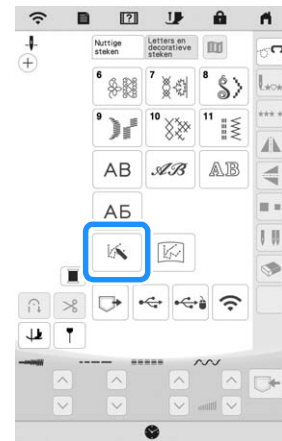 Nuttige
steken
Letters en
decoratieve
steken
6 7 8
9 10 11
AB AB AB
АБ